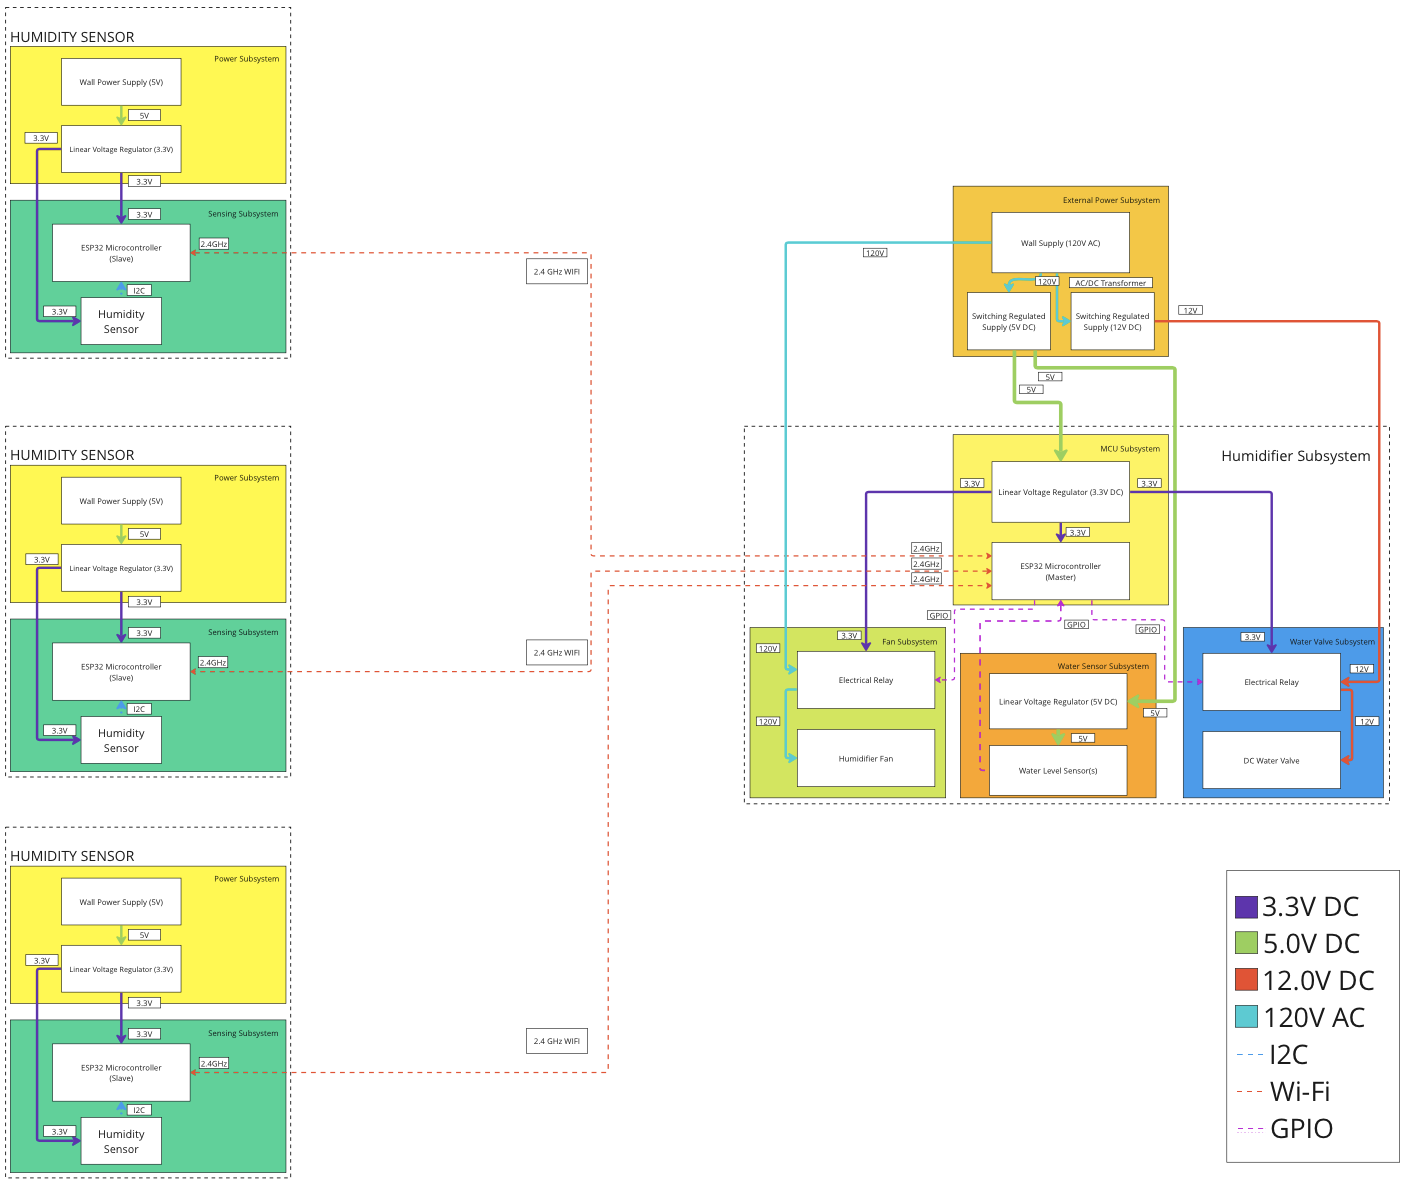 HUMIDITY SENSOR
Power Subsystem
Wall Power Supply (5V)
5V
3.3V
Linear Voltage Regulator (3.3V)
3.3V
3.3V
Sensing Subsystem
ESP32 Microcontroller
(Slave)
2.4GHz
I2C
3.3V
Humidity
Sensor
2.4 GHz WIFI
HUMIDITY SENSOR
Power Subsystem
Wall Power Supply (5V)
5V
3.3V
Linear Voltage Regulator (3.3V)
3.3V
3.3V
Sensing Subsystem
ESP32 Microcontroller
(Slave)
2.4GHz
I2C
3.3V
Humidity
Sensor
2.4 GHz WIFI
HUMIDITY SENSOR
Power Subsystem
Wall Power Supply (5V)
5V
3.3V
Linear Voltage Regulator (3.3V)
3.3V
3.3V
Sensing Subsystem
ESP32 Microcontroller
(Slave)
2.4GHz
I2C
3.3V
Humidity
Sensor
2.4 GHz WIFI
External Power Subsystem
Wall Supply (120V AC)
120V
120V
AC/DC Transformer
Switching Regulated
Supply (5V DC)
Switching Regulated
Supply (12V DC)
12V
5V
5V
Humidifier Subsystem
MCU Subsystem
Linear Voltage Regulator (3.3V DC)
3.3V
3.3V
3.3V
ESP32 Microcontroller
(Master)
2.4GHz
2.4GHz
2.4GHz
GPIO
GPIO
GPIO
Fan Subsystem
3.3V
120V
Electrical Relay
120V
Humidifier Fan
Water Sensor Subsystem
Linear Voltage Regulator (5V DC)
5V
5V
Water Level Sensor(s)
Water Valve Subsystem
3.3V
12V
Electrical Relay
12V
DC Water Valve
3.3V DC
5.0V DC
12.0V DC
120V AC
I2C
Wi-Fi
GPIO